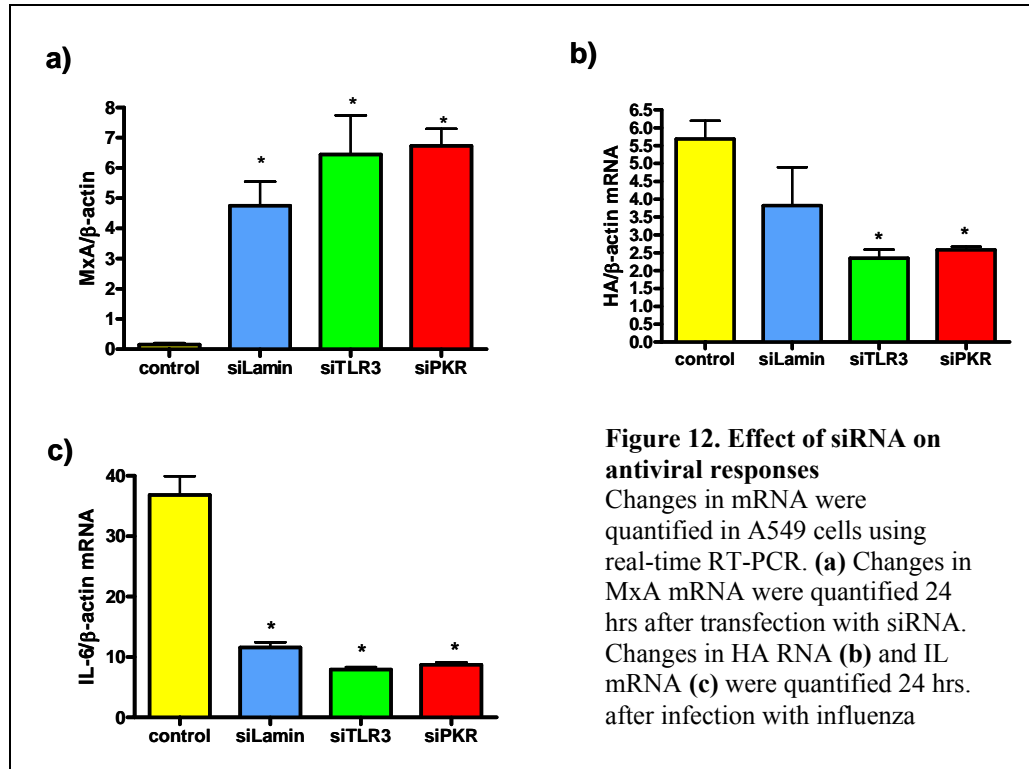 a)
MxA/β-actin
8
7
6
5
4
3
2
1
0
*
*
*
control siLamin siTLR3 siPKR
b)
HA/β-actin mRNA
6.5
6.0
5.5
5.0
4.5
4.0
3.5
3.0
2.5
2.0
1.5
1.0
0.5
0.0
*
*
control siLamin siTLR3 siPKR
c)
IL-6/β-actin mRNA
40
30
20
10
0
*
*
*
control siLamin siTLR3 siPKR
Figure 12. Effect of siRNA on
antiviral responses
Changes in mRNA were
quantified in A549 cells using
real-time RT-PCR. (a) Changes in
MxA mRNA were quantified 24
hrs after transfection with siRNA.
Changes in HA RNA (b) and IL
mRNA (c) were quantified 24 hrs.
after infection with influenza